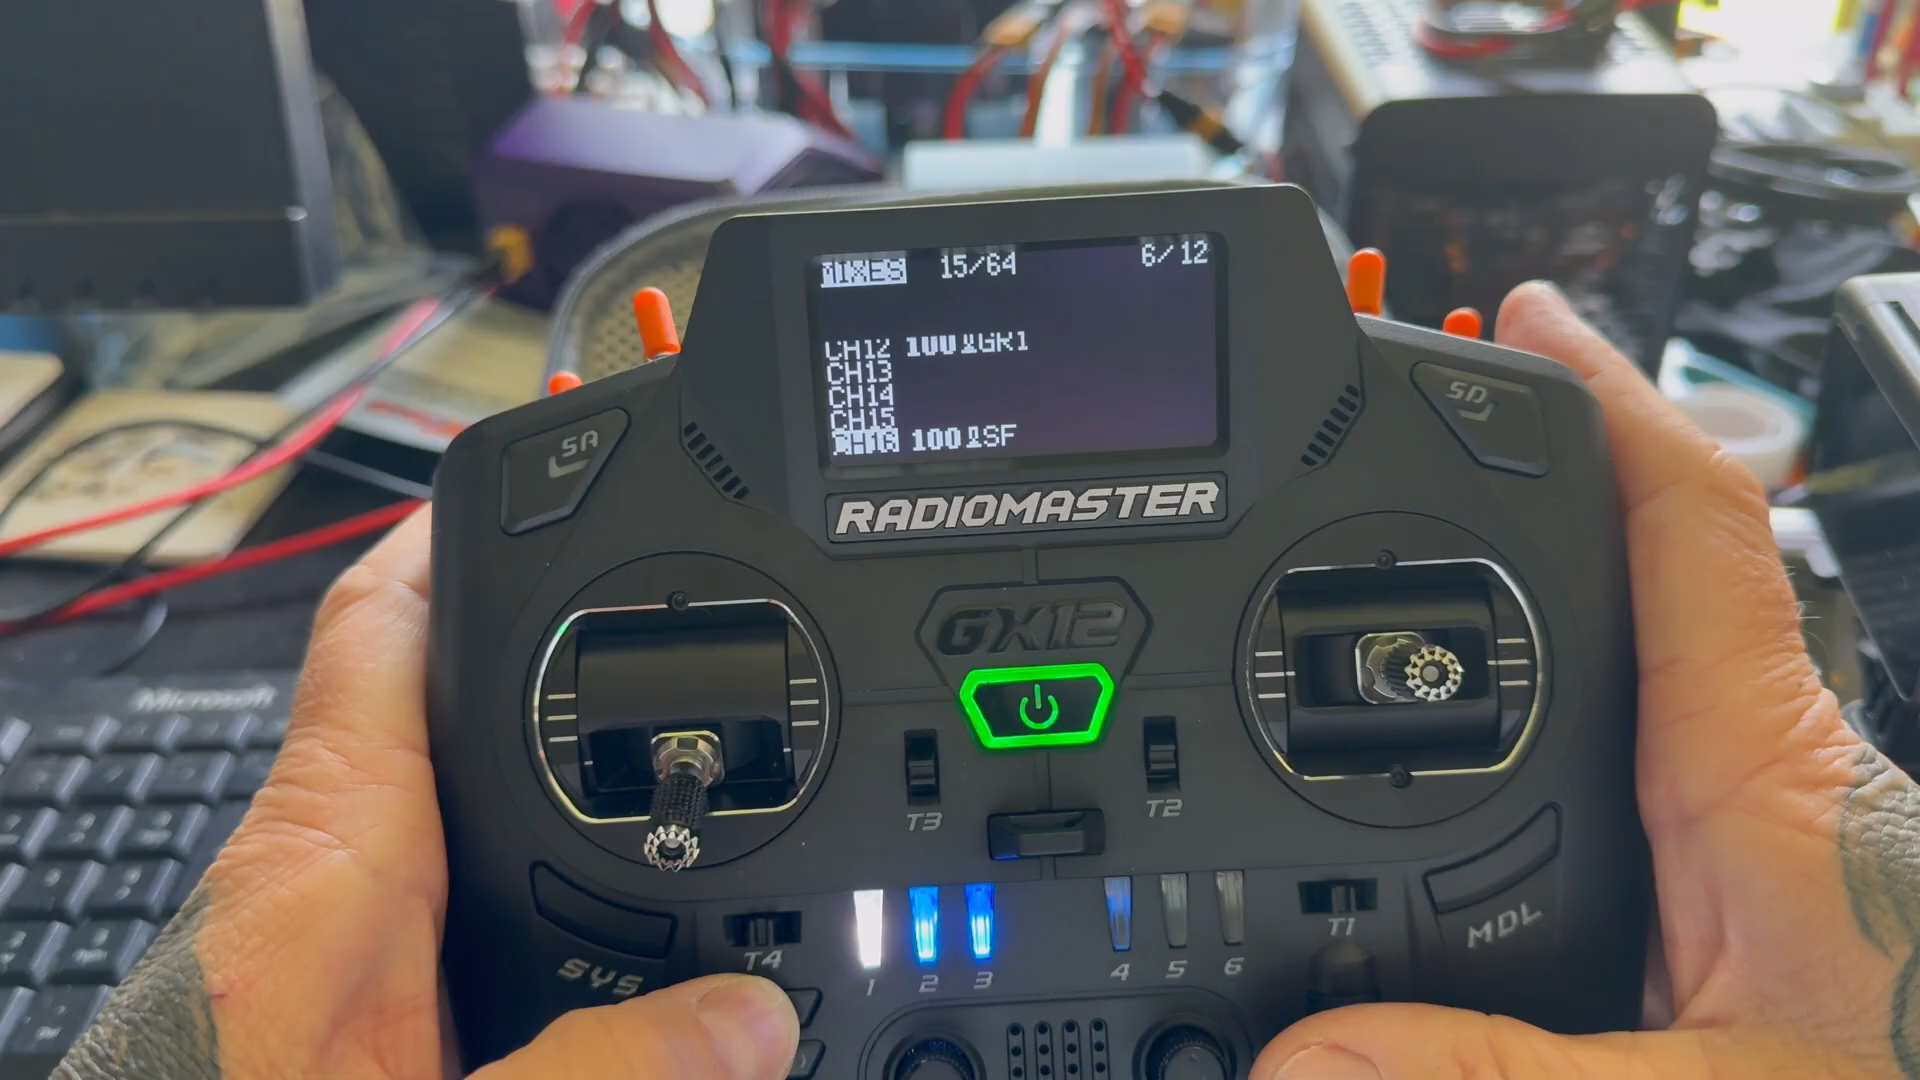 MIXES 15/64 6/12
CH12 100 GR1
CH13
CH14
CH15
CH16 100 SF
RADIOMASTER
SA
SD
GX12
T3
T2
Microsoft
T4
T1
SYS
MDL
1 2 3 4 5 6